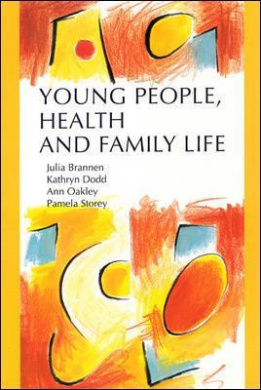 YOUNG PEOPLE,
HEALTH
AND FAMILY LIFE
Julia Brannen
Kathryn Dodd
Ann Oakley
Pamela Storey